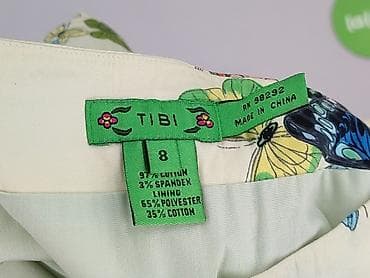 TIBI
RN 98292
MADE IN CHINA
8
97% COTTON
3% SPANDEX
LINING
65% POLYESTER
35% COTTON